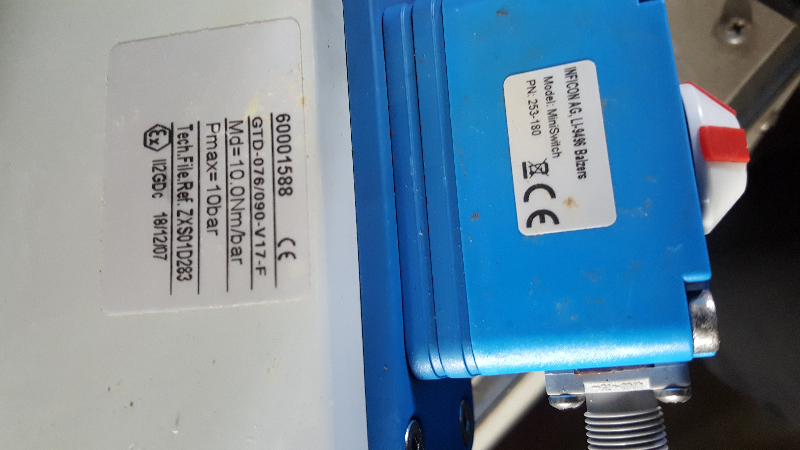 60001588 CE
GTD-076/090-V17-F
Md=10.0Nm/bar
Pmax=10bar
Tech.File.Ref ZXS01D283
Ex II2GDc 18/12/07
INFICON AG, LI-9496 Balzers
Model: MiniSwitch
PN: 253-180
CE